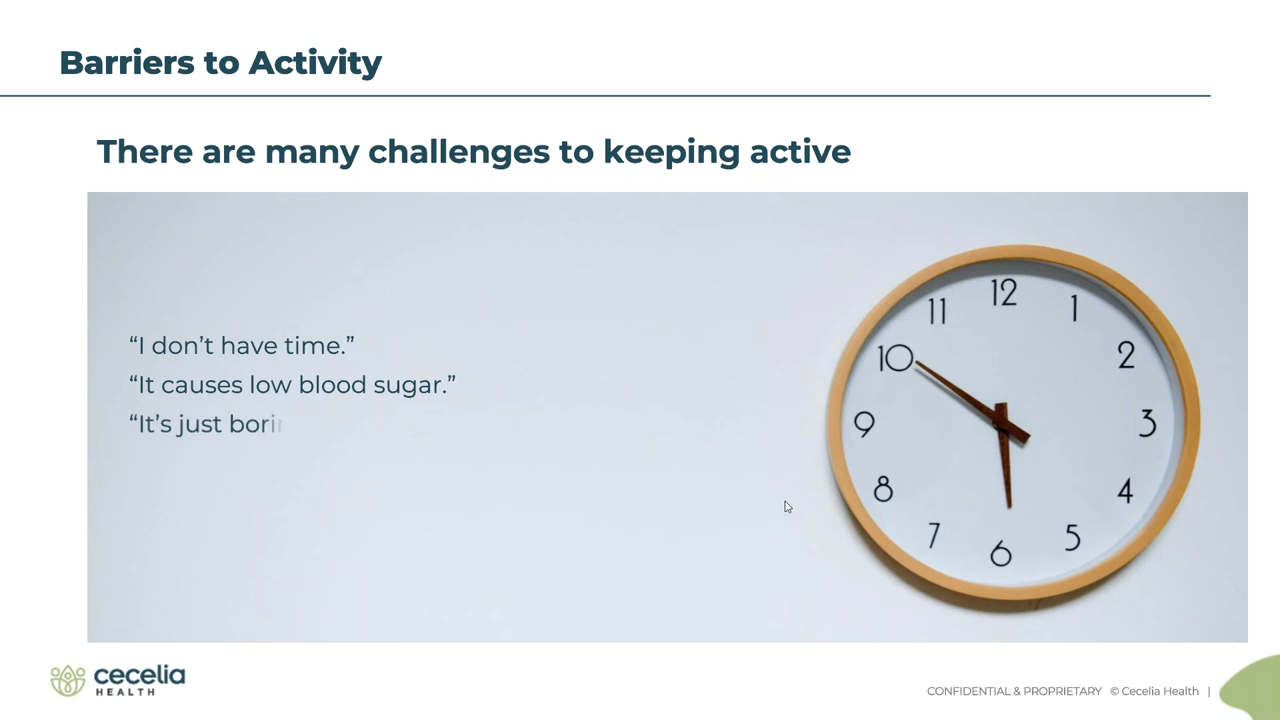 Barriers to Activity
There are many challenges to keeping active
“I don’t have time.”
“It causes low blood sugar.”
“It’s just bori
12
11
1
10
2
9
3
8
4
7
5
6
cecelia
HEALTH
CONFIDENTIAL & PROPRIETARY © Cecelia Health |